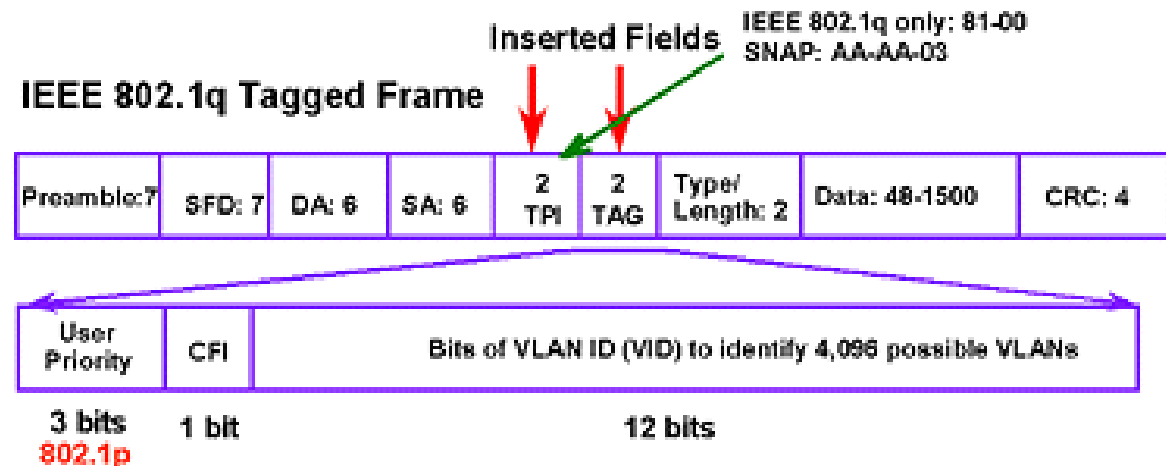 IEEE 802.1q only: 81-00
SNAP: AA-AA-03
Inserted Fields
IEEE 802.1q Tagged Frame
Preamble:7
SFD: 7
DA: 6
SA: 6
2
TPI
2
TAG
Type/
Length: 2
Data: 48-1500
CRC: 4
User
Priority
CFI
Bits of VLAN ID (VID) to identify 4,096 possible VLANs
3 bits
802.1p
1 bit
12 bits